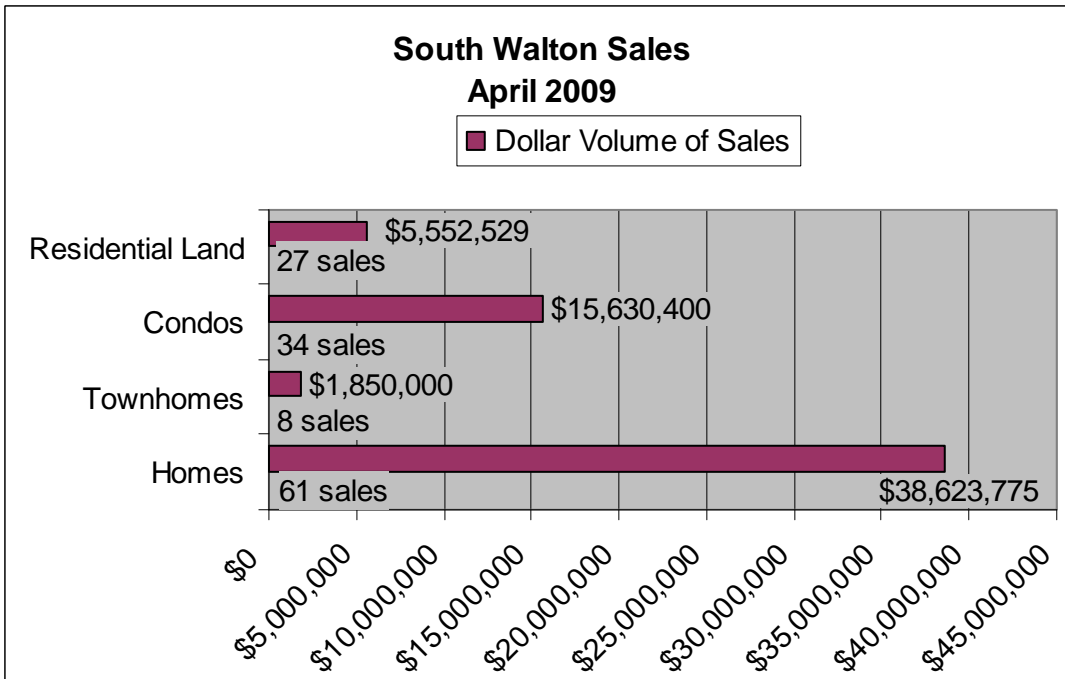 South Walton Sales
April 2009
Dollar Volume of Sales
Residential Land
$5,552,529
27 sales
Condos
$15,630,400
34 sales
Townhomes
$1,850,000
8 sales
Homes
61 sales
$38,623,775
$0
$5,000,000
$10,000,000
$15,000,000
$20,000,000
$25,000,000
$30,000,000
$35,000,000
$40,000,000
$45,000,000